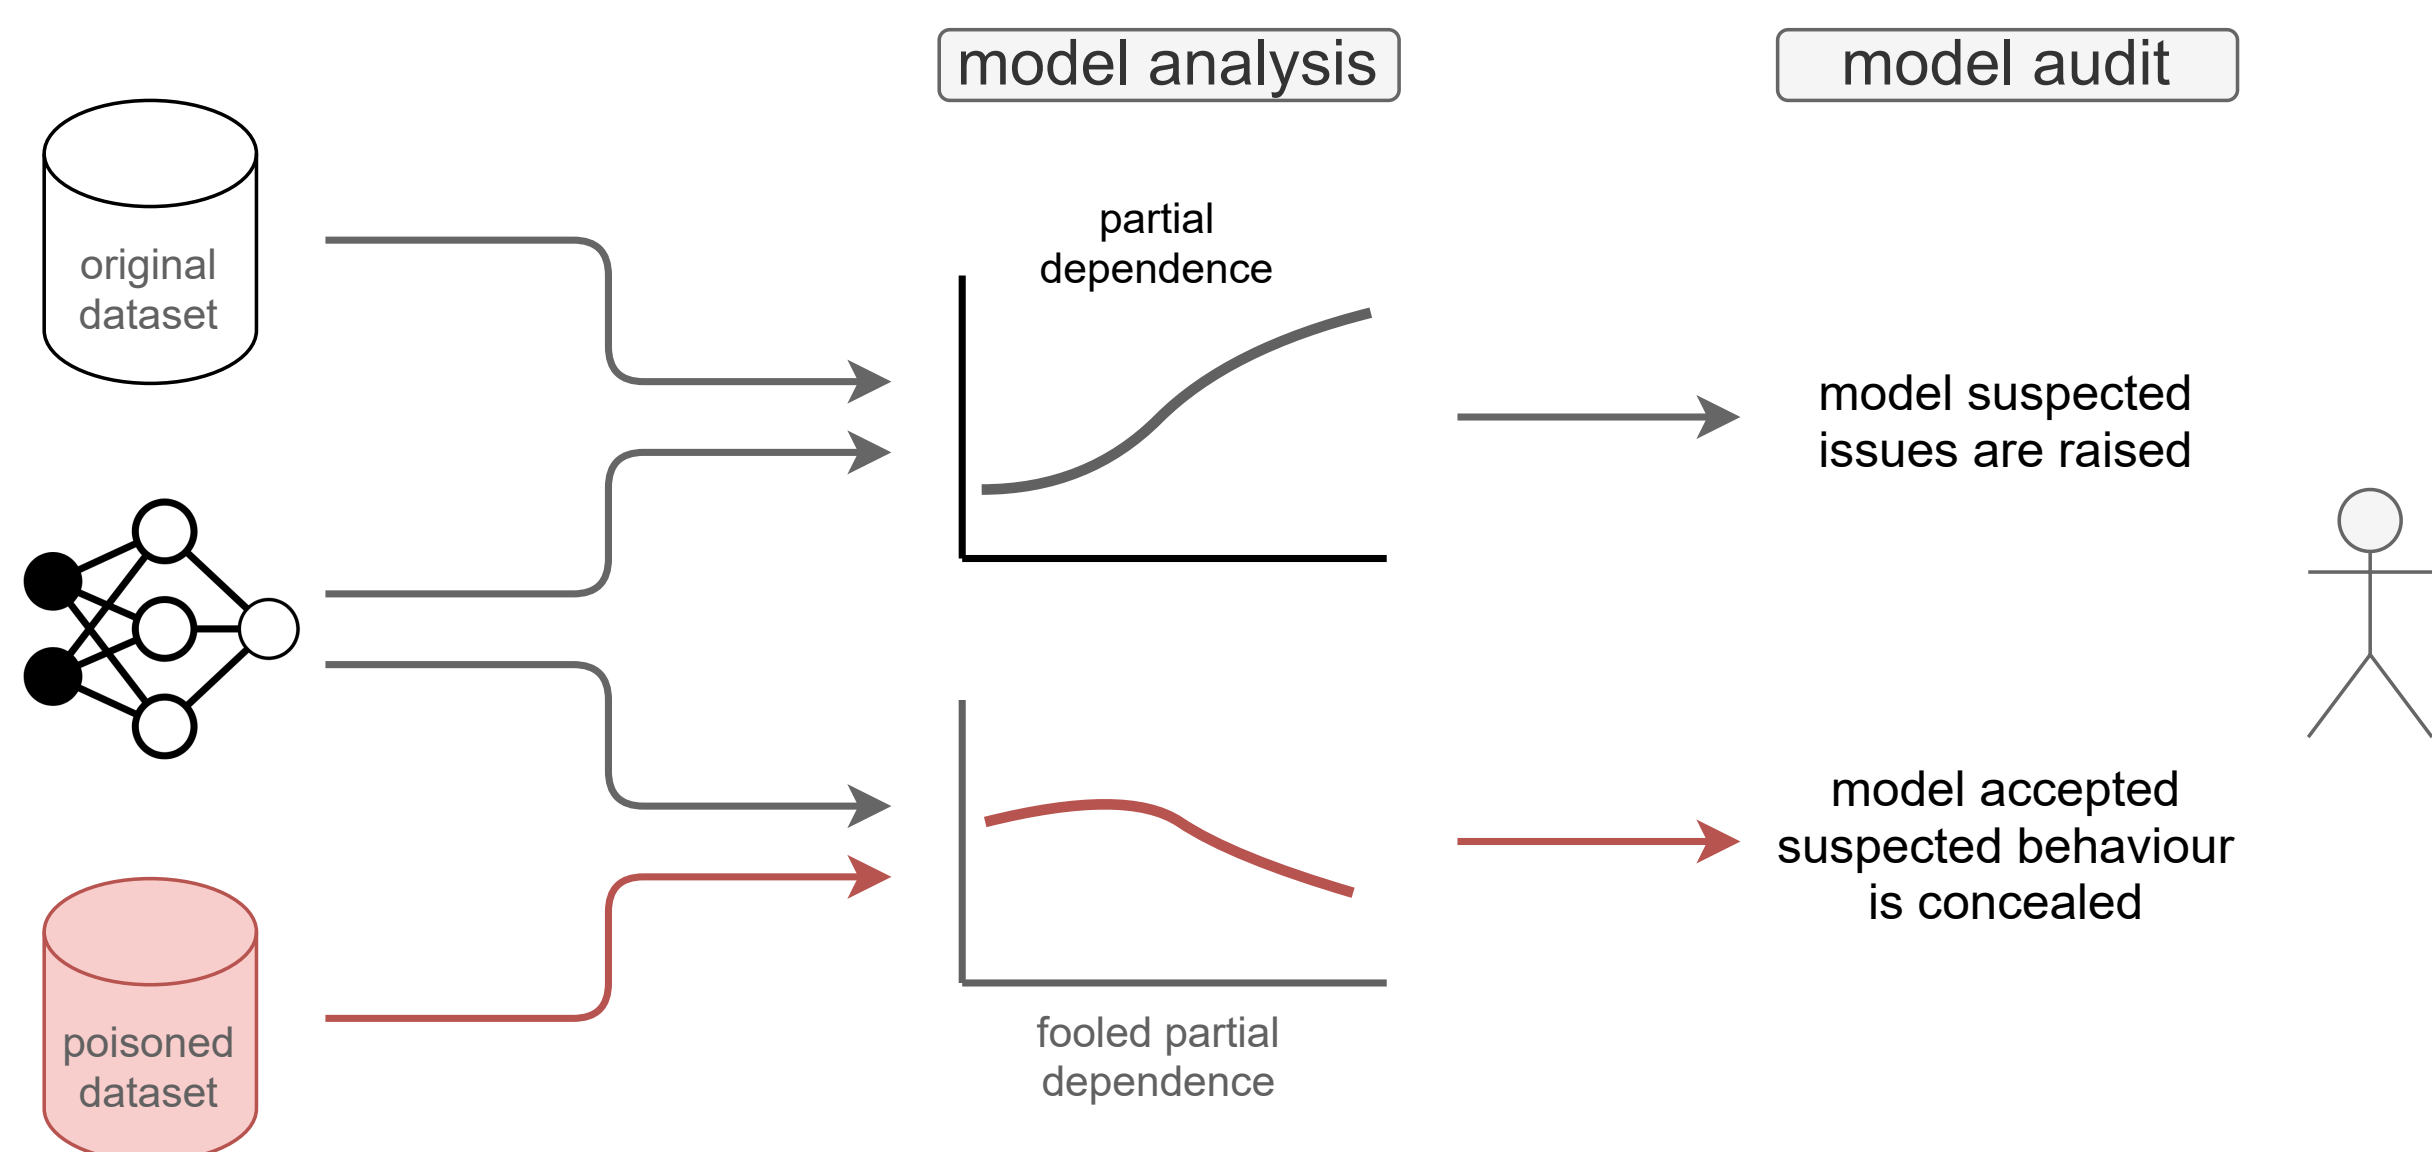 model analysis
model audit
original
dataset
partial
dependence
model suspected
issues are raised
model accepted
suspected behaviour
is concealed
poisoned
dataset
fooled partial
dependence